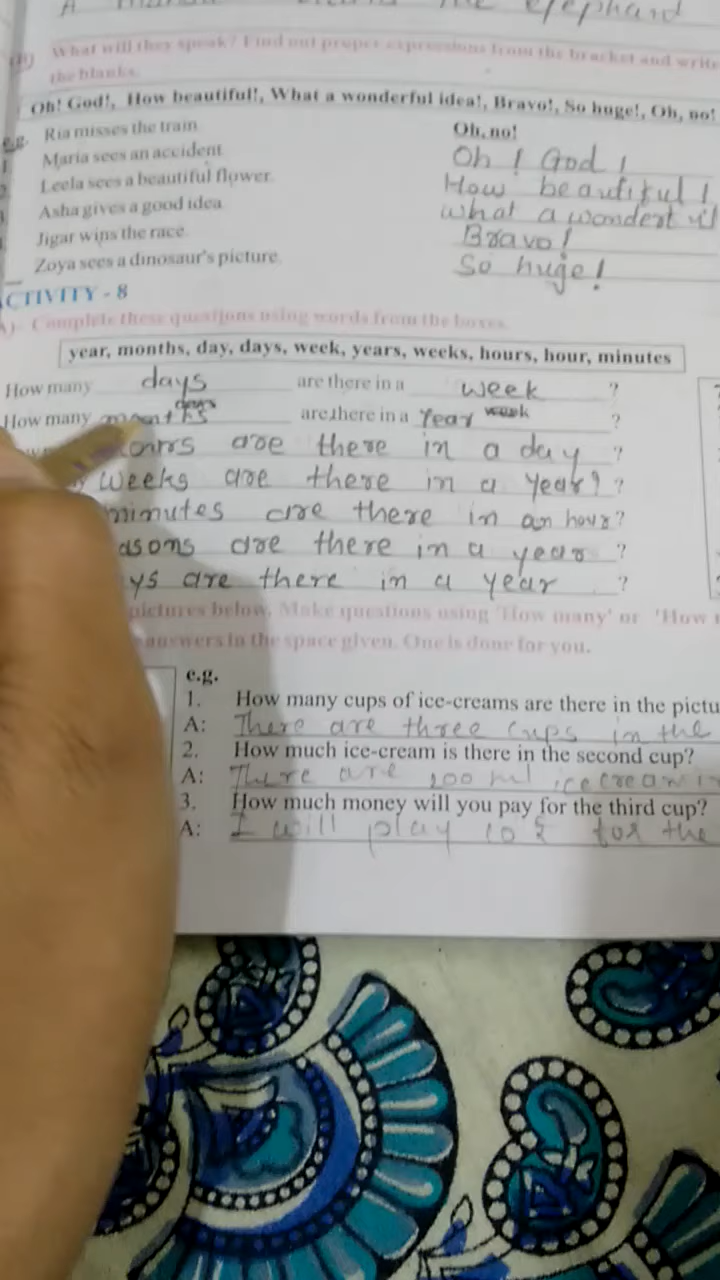 A
(B) What will they speak? Find out proper expressions from the bracket and write
the blanks.
Oh! God!, How beautiful!, What a wonderful idea!, Bravo!, So huge!, Oh, no!
e.g. Ria misses the train. Oh, no!
Maria sees an accident. Oh ! God !
Leela sees a beautiful flower. How beautiful !
Asha gives a good idea. what a
Jigar wins the race. Bravo !
Zoya sees a dinosaur's picture. So huge !
CTIVITY - 8
Complete these questions using words from the boxes.
year, months, day, days, week, years, weeks, hours, hour, minutes
How many days are there in a week ?
How many months days are there in a Year week ?
are there in a day ?
weeks are there in a Year? ?
minutes are there in an hour?
asons are there in a year ?
ys are there in a year ?
pictures below. Make questions using 'How many' or 'How
answers in the space given. One is done for you.
e.g.
1. How many cups of ice-creams are there in the pictu
A: There are three cups in the
2. How much ice-cream is there in the second cup?
A: There are 200 ml icecream
3. How much money will you pay for the third cup?
A: I will play for the